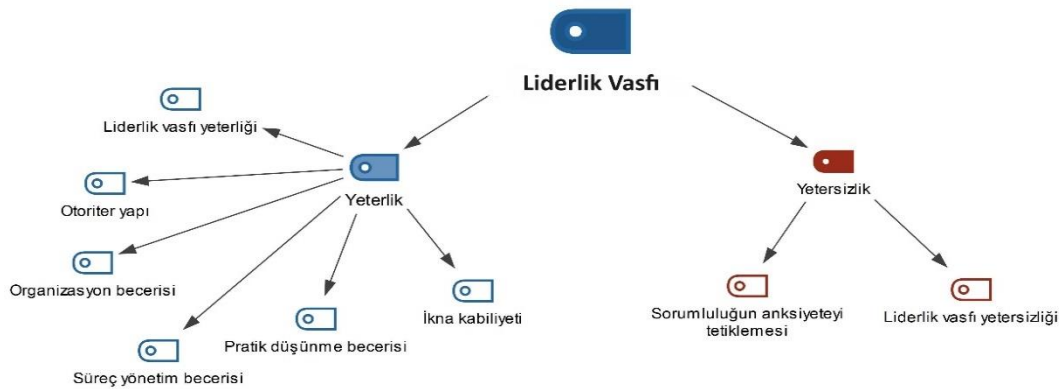 Liderlik Vasfı
Liderlik vasfı yeterliği
Otoriter yapı
Organizasyon becerisi
Süreç yönetim becerisi
Pratik düşünme becerisi
İkna kabiliyeti
Yeterlik
Yetersizlik
Sorumluluğun anksiyeteyi
tetiklemesi
Liderlik vasfı yetersizliği